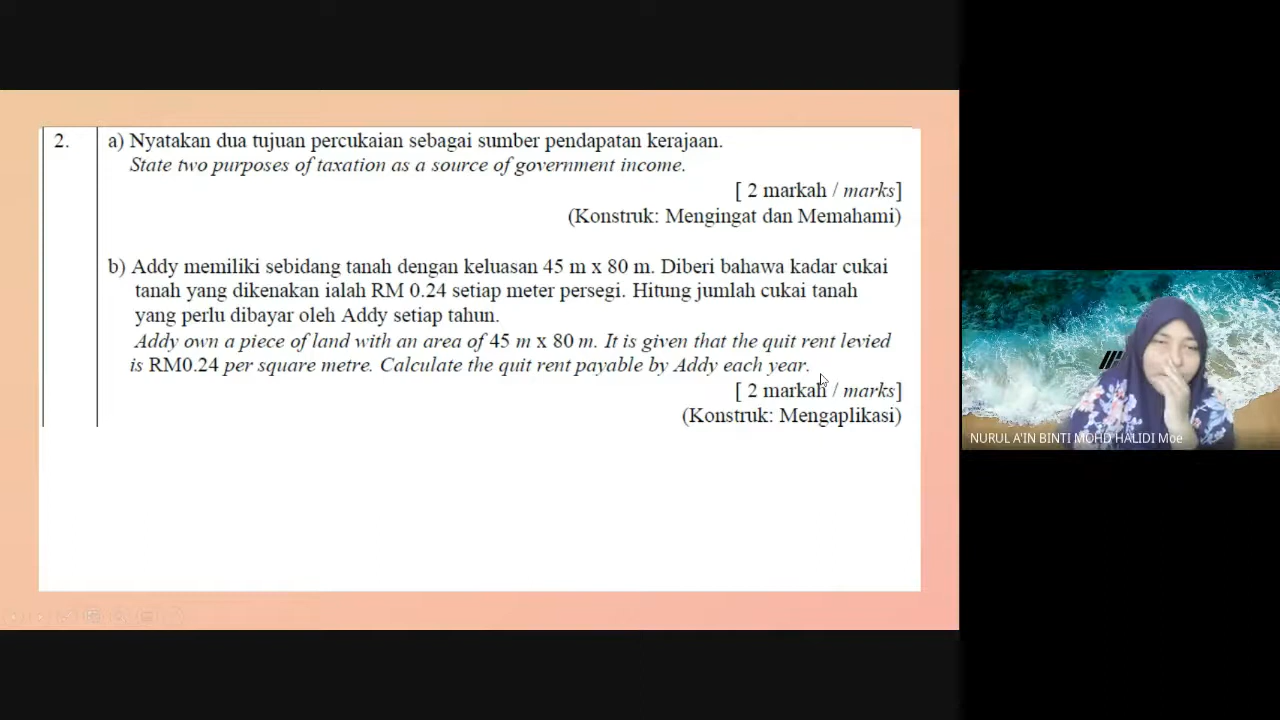 2.
a) Nyatakan dua tujuan percukaian sebagai sumber pendapatan kerajaan.
State two purposes of taxation as a source of government income.
[ 2 markah / marks]
(Konstruk: Mengingat dan Memahami)
b) Addy memiliki sebidang tanah dengan keluasan 45 m x 80 m. Diberi bahawa kadar cukai
tanah yang dikenakan ialah RM 0.24 setiap meter persegi. Hitung jumlah cukai tanah
yang perlu dibayar oleh Addy setiap tahun.
Addy own a piece of land with an area of 45 m x 80 m. It is given that the quit rent levied
is RM0.24 per square metre. Calculate the quit rent payable by Addy each year.
[ 2 markah / marks]
(Konstruk: Mengaplikasi)
NURUL A'IN BINTI MOHD HALIDI Moe